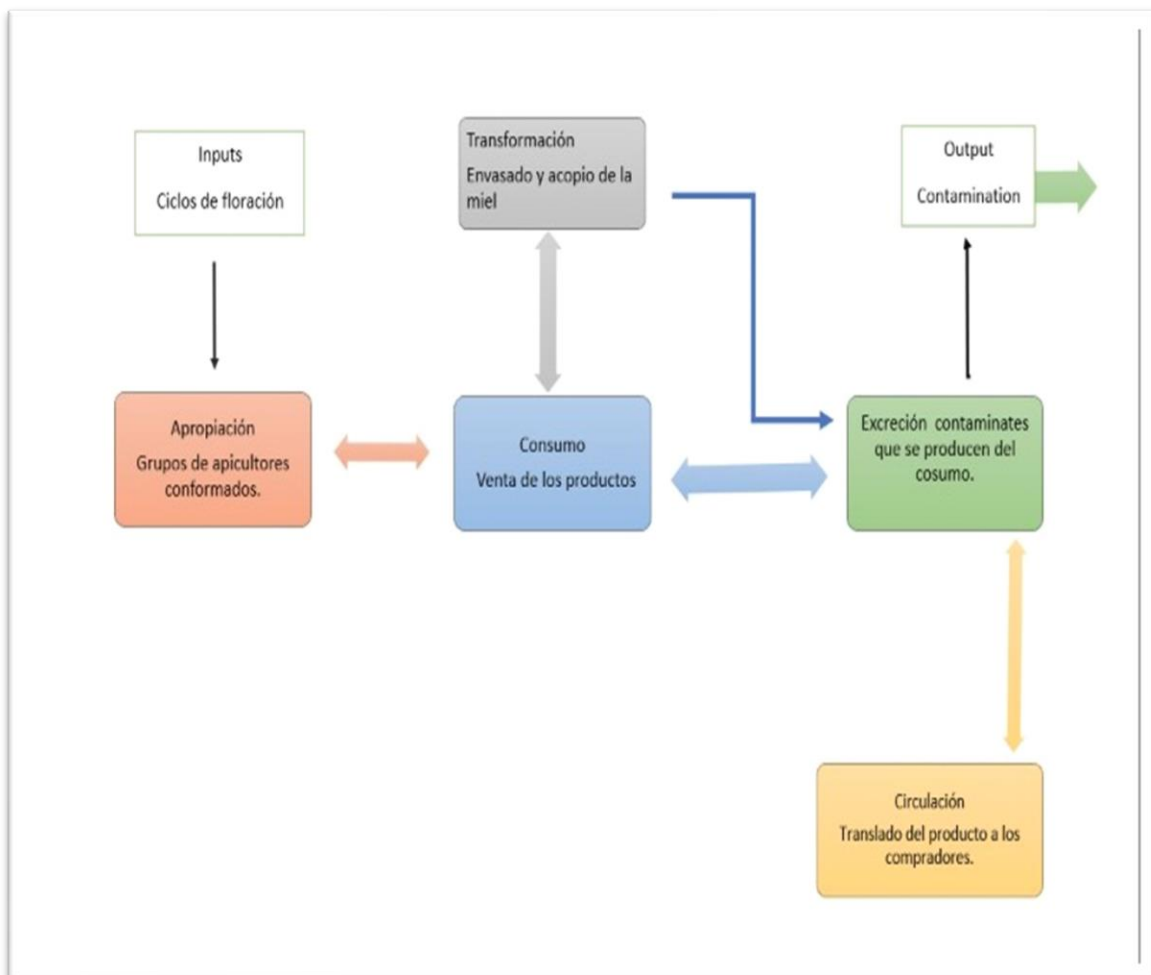 Inputs
Ciclos de floración
Transformación
Envasado y acopio de la
miel
Output
Contamination
Apropiación
Grupos de apicultores
conformados.
Consumo
Venta de los productos
Excreción contaminates
que se producen del
cosumo.
Circulación
Translado del producto a los
compradores.